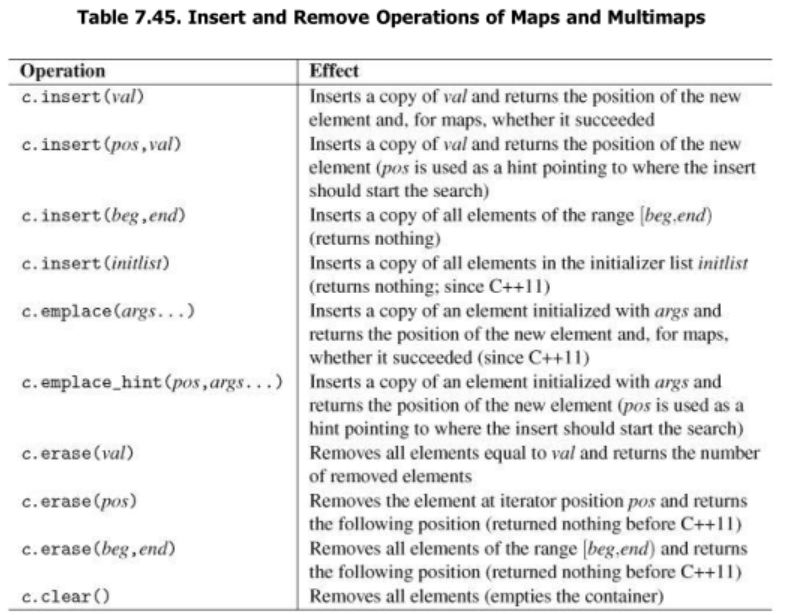 Table 7.45. Insert and Remove Operations of Maps and Multimaps
Operation Effect
c.insert(val) Inserts a copy of val and returns the position of the new
element and, for maps, whether it succeeded
c.insert(pos,val) Inserts a copy of val and returns the position of the new
element (pos is used as a hint pointing to where the insert
should start the search)
c.insert(beg,end) Inserts a copy of all elements of the range [beg,end)
(returns nothing)
c.insert(initlist) Inserts a copy of all elements in the initializer list initlist
(returns nothing; since C++11)
c.emplace(args...) Inserts a copy of an element initialized with args and
returns the position of the new element and, for maps,
whether it succeeded (since C++11)
c.emplace_hint(pos,args...) Inserts a copy of an element initialized with args and
returns the position of the new element (pos is used as a
hint pointing to where the insert should start the search)
c.erase(val) Removes all elements equal to val and returns the number
of removed elements
c.erase(pos) Removes the element at iterator position pos and returns
the following position (returned nothing before C++11)
c.erase(beg,end) Removes all elements of the range [beg,end) and returns
the following position (returned nothing before C++11)
c.clear() Removes all elements (empties the container)